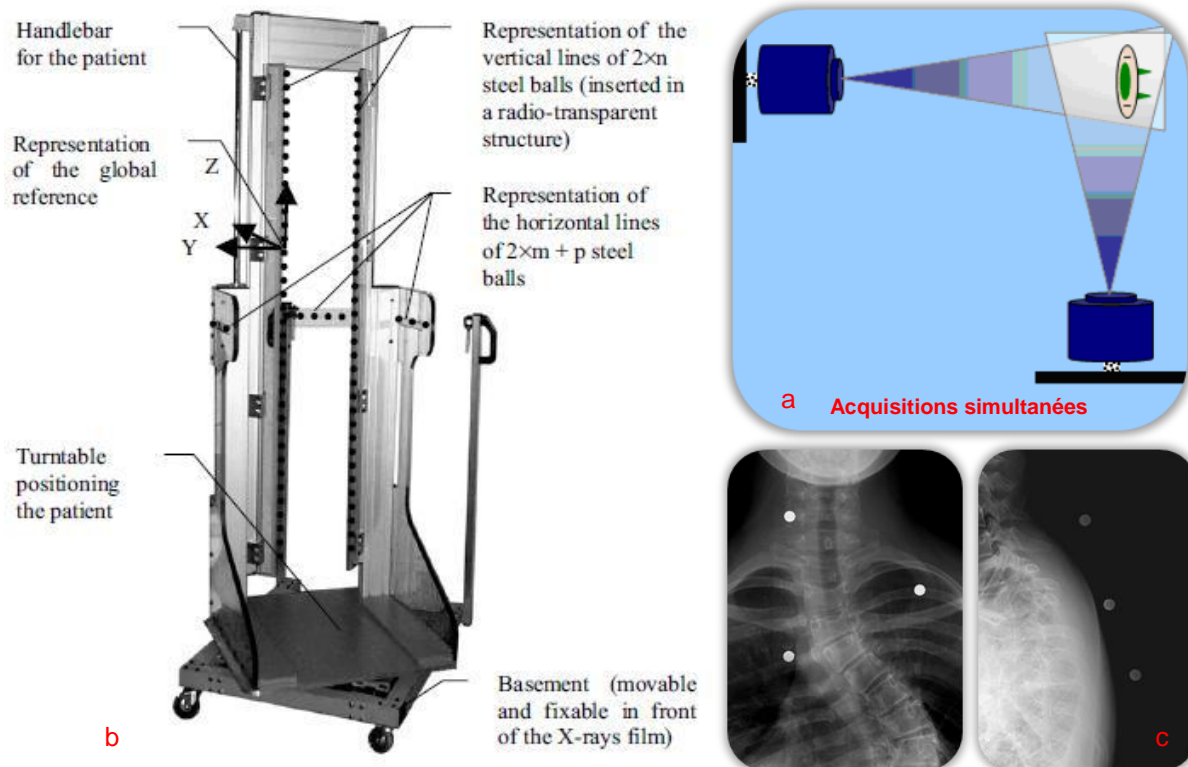 Handlebar
for the patient
Representation
of the global
reference
Z
X
Y
Turntable
positioning
the patient
b
Representation of the
vertical lines of 2×n
steel balls (inserted in
a radio-transparent
structure)
Representation of
the horizontal lines
of 2×m + p steel
balls
Basement (movable
and fixable in front
of the X-rays film)
a
Acquisitions simultanées
c